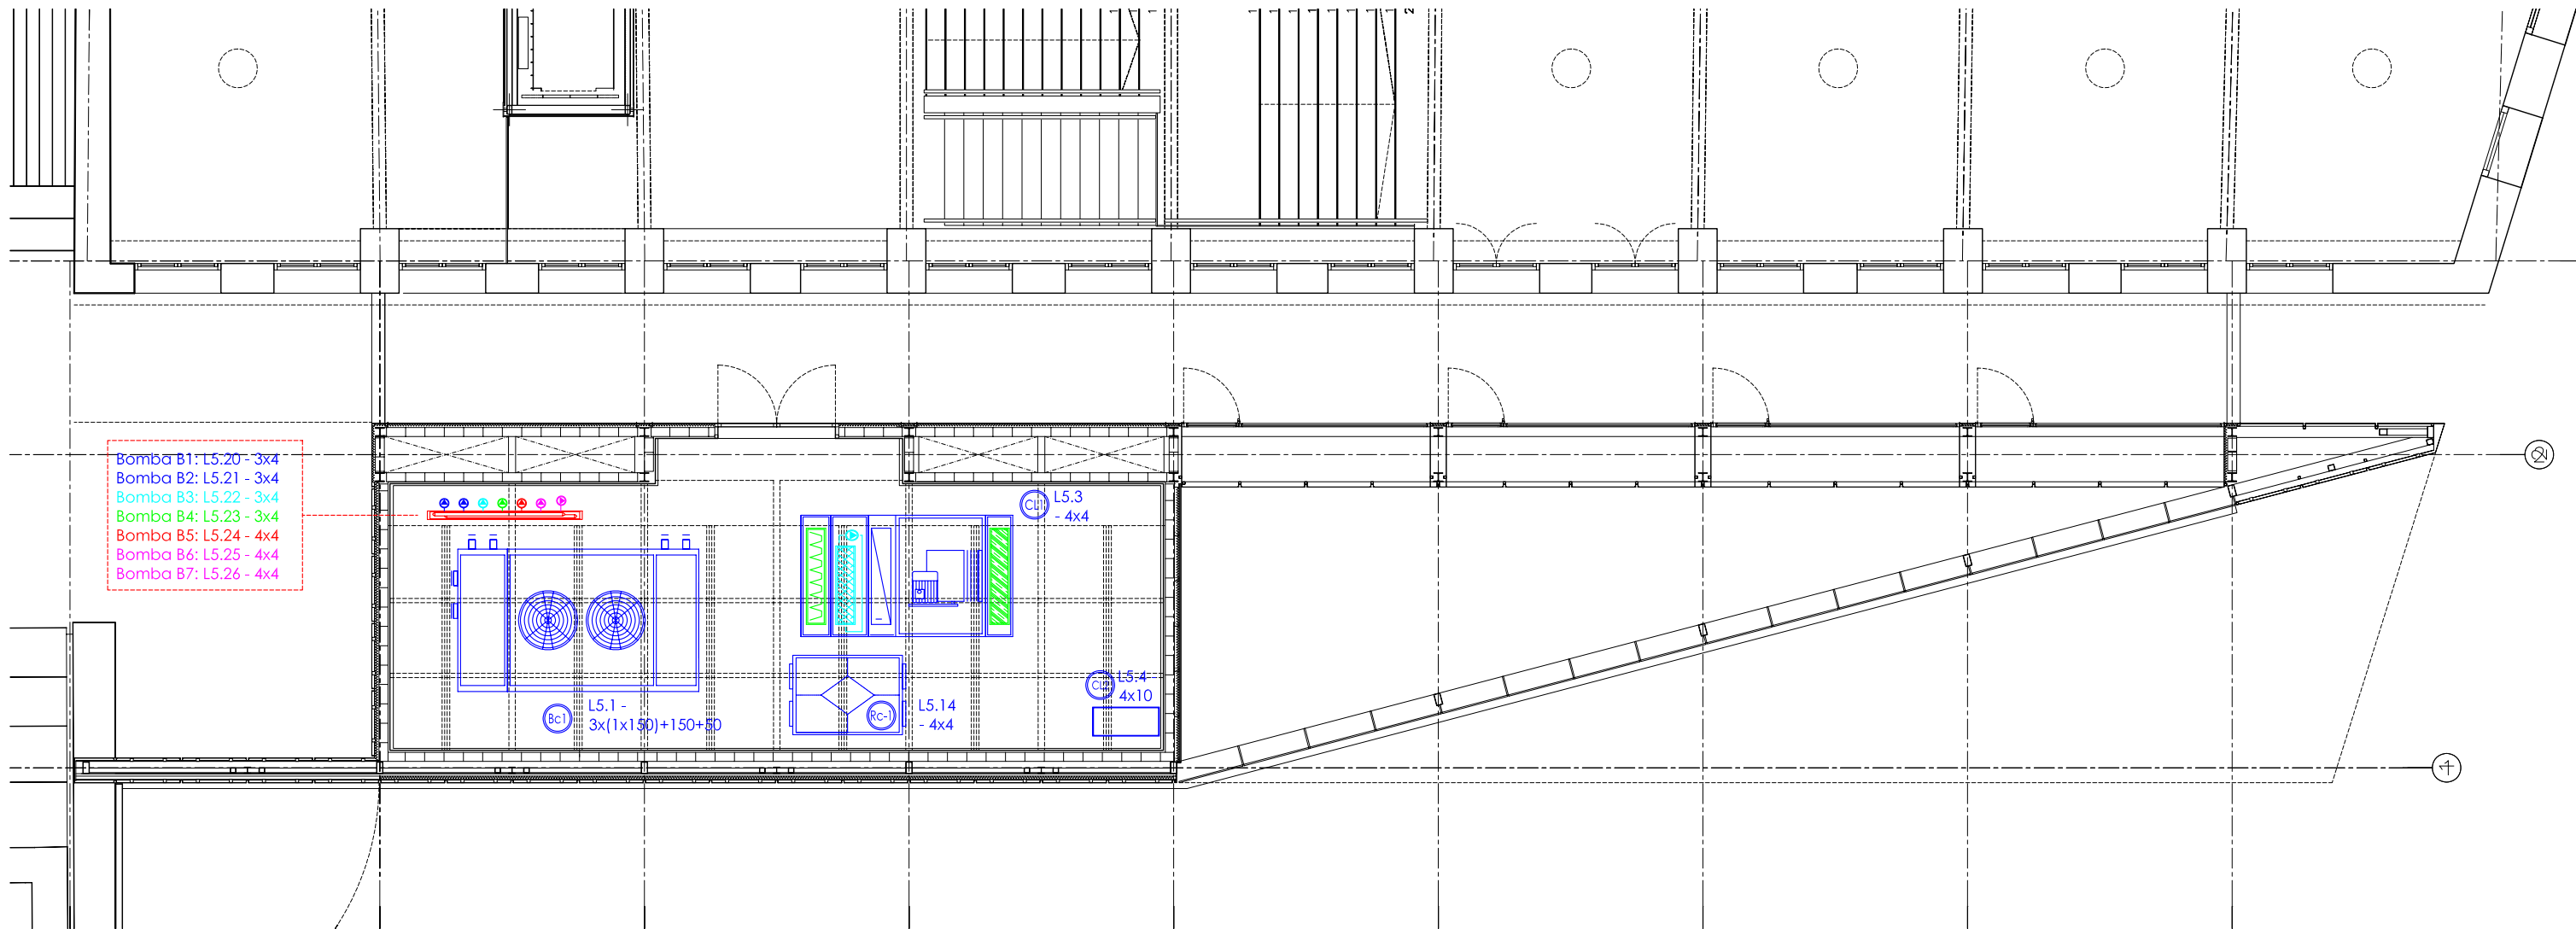 Bomba B1: L5.20 - 3x4
Bomba B2: L5.21 - 3x4
Bomba B3: L5.22 - 3x4
Bomba B4: L5.23 - 3x4
Bomba B5: L5.24 - 4x4
Bomba B6: L5.25 - 4x4
Bomba B7: L5.26 - 4x4
L5.3
- 4x4
L5.4
4x10
Bc1
L5.1 -
3x(1x150)+150+50
Rc-1
L5.14
- 4x4